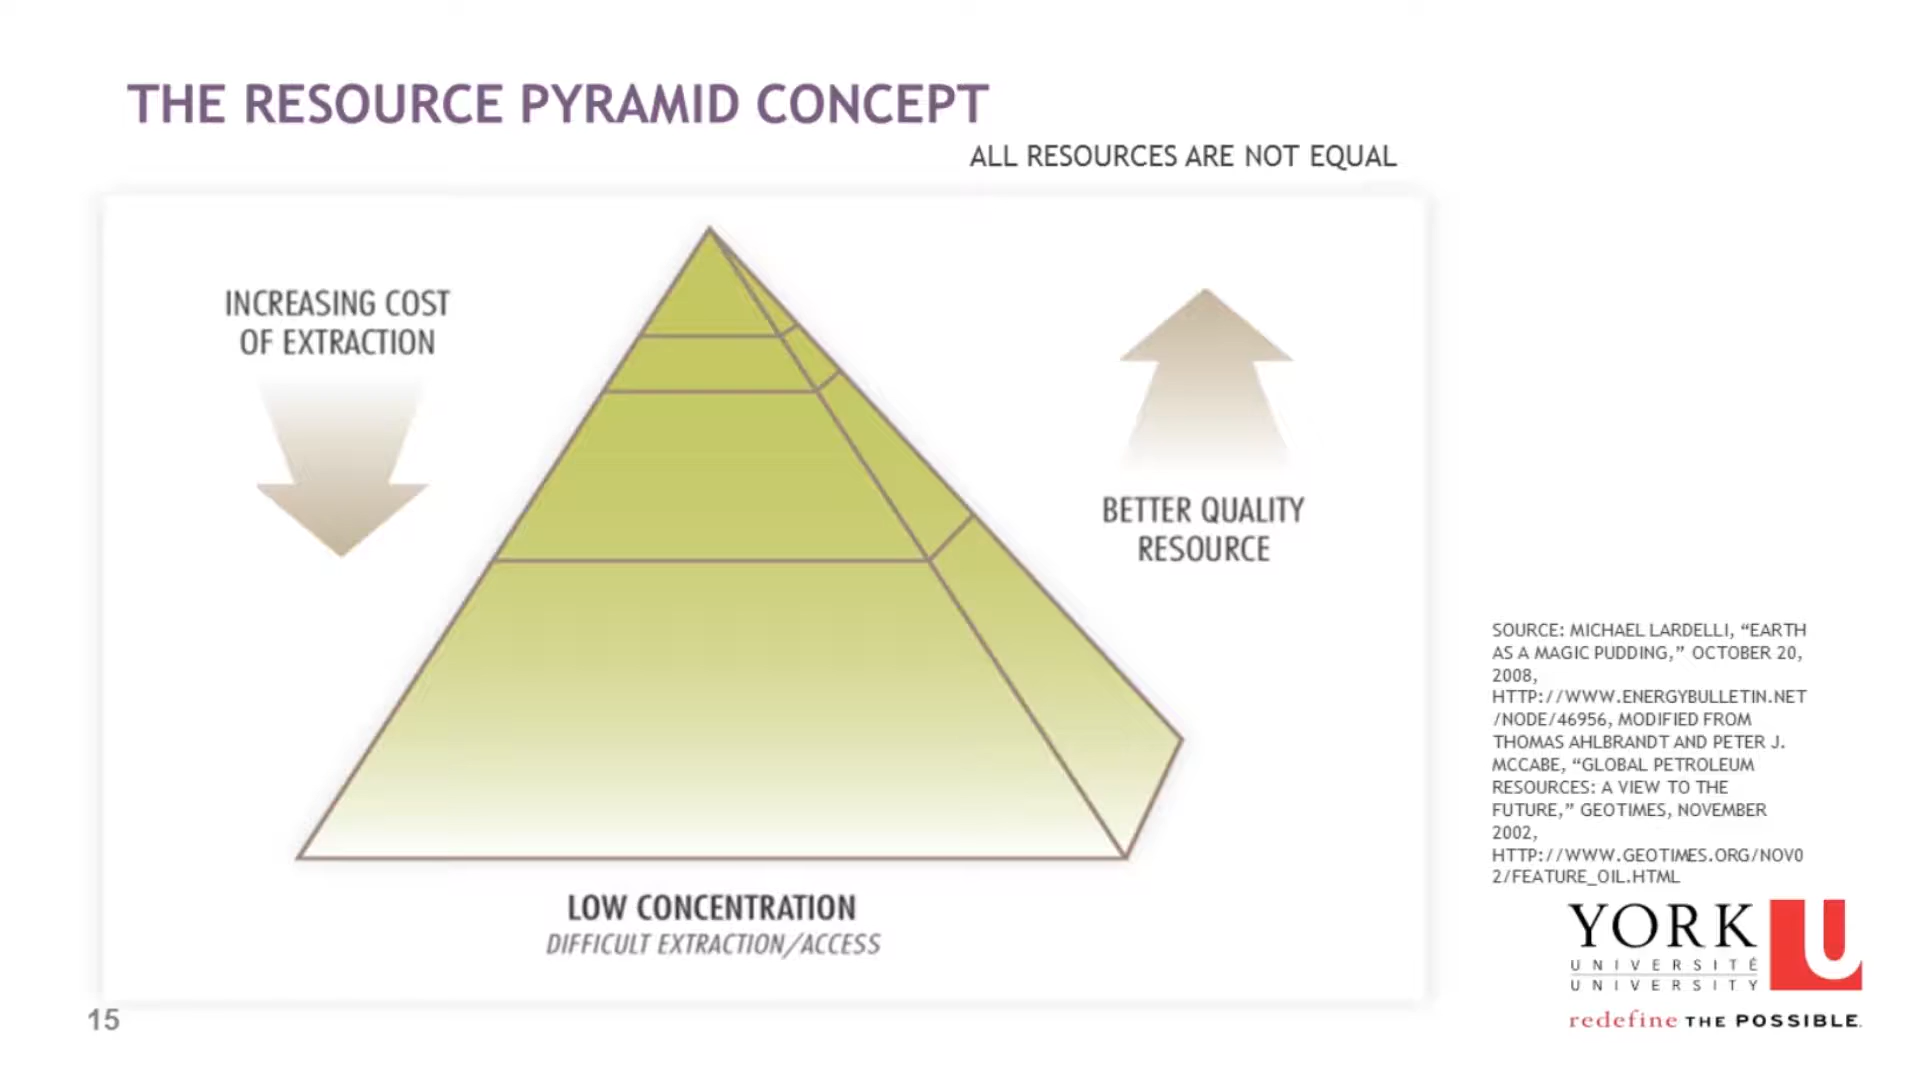 THE RESOURCE PYRAMID CONCEPT
ALL RESOURCES ARE NOT EQUAL
INCREASING COST
OF EXTRACTION
BETTER QUALITY
RESOURCE
LOW CONCENTRATION
DIFFICULT EXTRACTION/ACCESS
SOURCE: MICHAEL LARDELLI, “EARTH
AS A MAGIC PUDDING,” OCTOBER 20,
2008,
HTTP://WWW.ENERGYBULLETIN.NET
/NODE/46956, MODIFIED FROM
THOMAS AHLBRANDT AND PETER J.
MCCABE, “GLOBAL PETROLEUM
RESOURCES: A VIEW TO THE
FUTURE,” GEOTIMES, NOVEMBER
2002,
HTTP://WWW.GEOTIMES.ORG/NOV0
2/FEATURE_OIL.HTML
YORK U
UNIVERSITÉ
UNIVERSITY
redefine THE POSSIBLE.
15